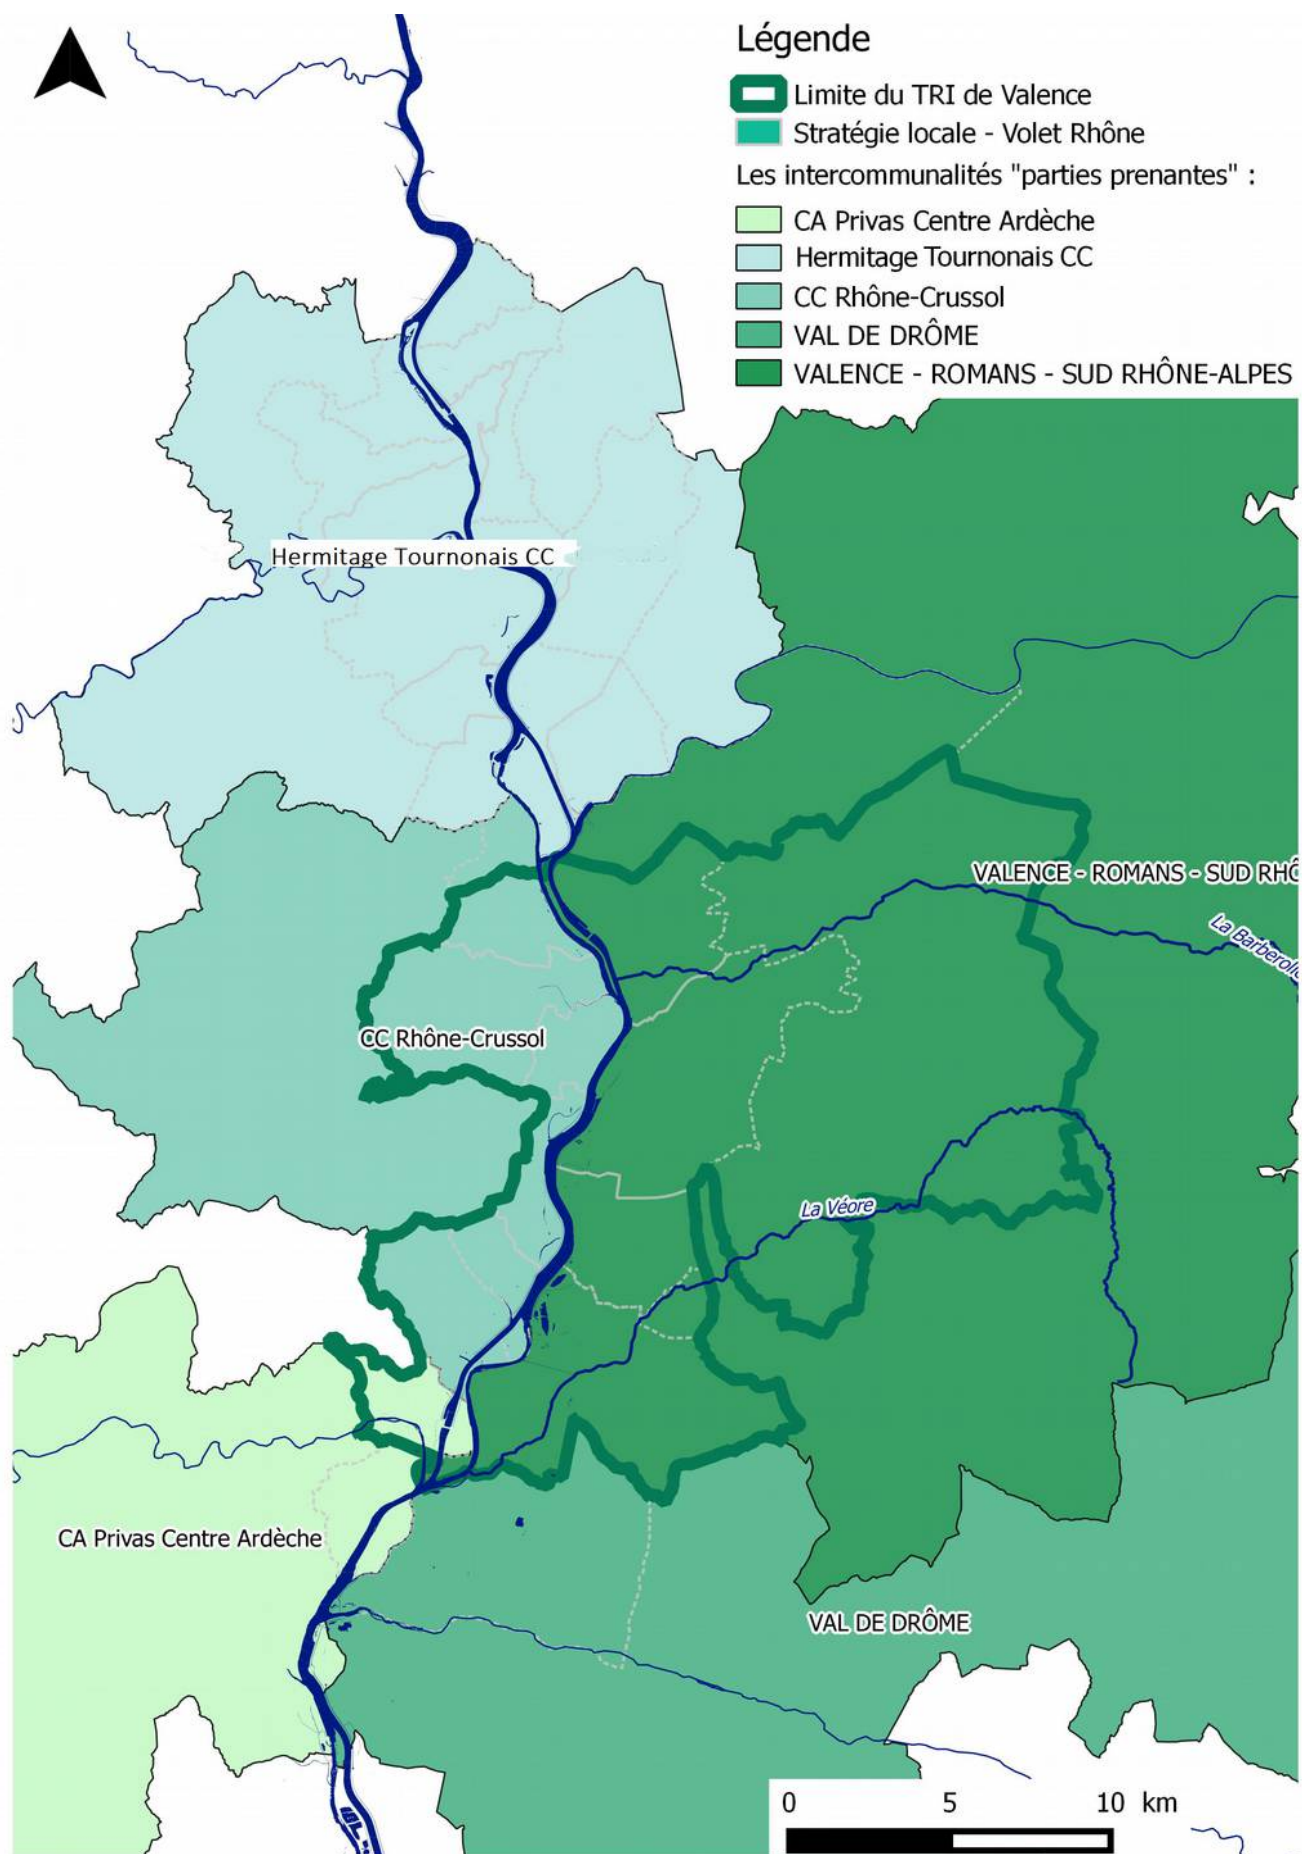 Légende
Limite du TRI de Valence
Stratégie locale - Volet Rhône
Les intercommunalités "parties prenantes" :
CA Privas Centre Ardèche
Hermitage Tournonais CC
CC Rhône-Crussol
VAL DE DRÔME
VALENCE - ROMANS - SUD RHÔNE-ALPES
Hermitage Tournonais CC
VALENCE - ROMANS - SUD RHÔ
La Barberolle
CC Rhône-Crussol
La Véore
CA Privas Centre Ardèche
VAL DE DRÔME
0 5 10 km